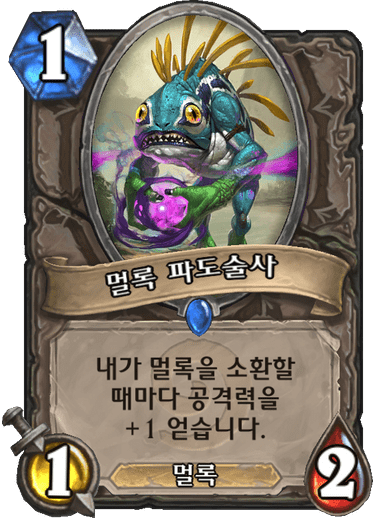 1
멀록 파도술사
내가 멀록을 소환할
때마다 공격력을
+1 얻습니다.
1
멀록
2